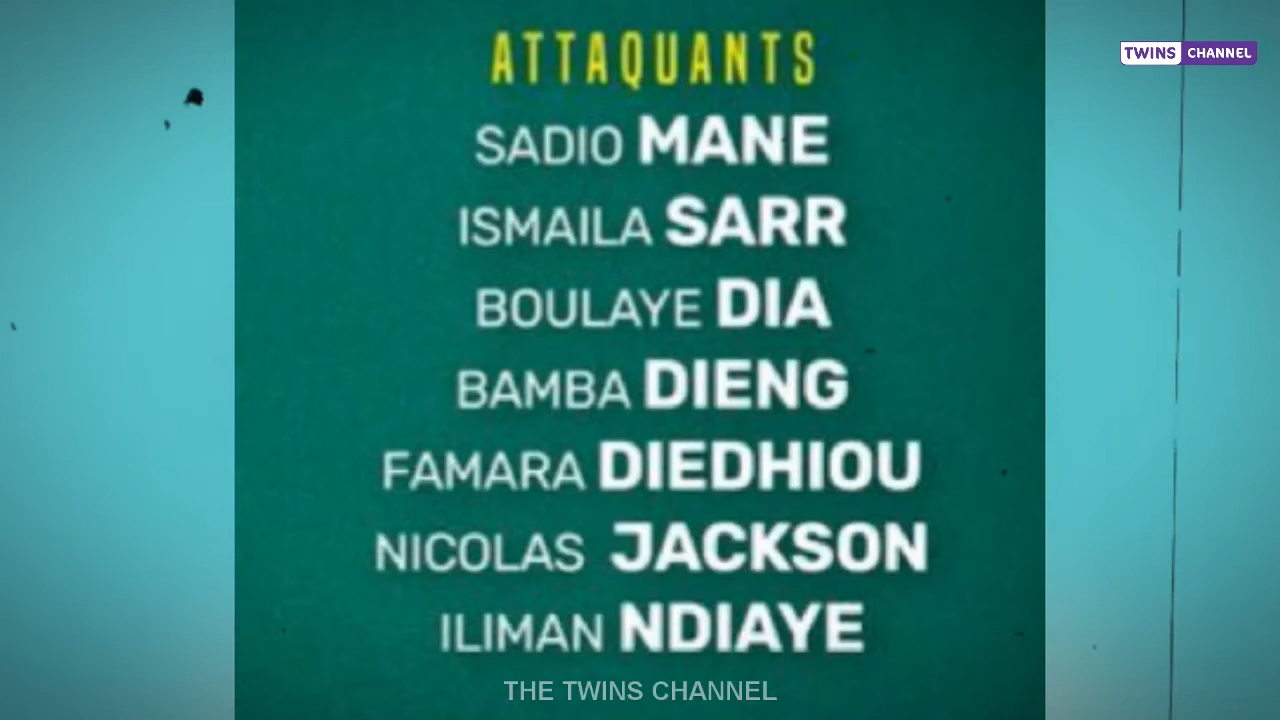 ATTAQUANTS
TWINS CHANNEL
SADIO MANE
ISMAILA SARR
BOULAYE DIA
BAMBA DIENG
FAMARA DIEDHIOU
NICOLAS JACKSON
ILIMAN NDIAYE
THE TWINS CHANNEL